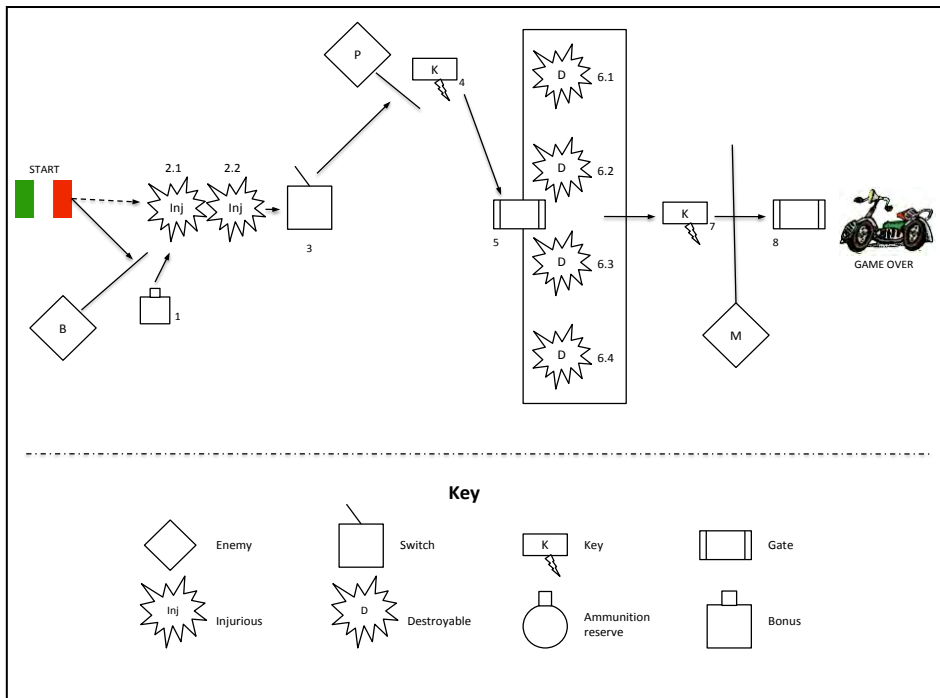 P
K
4
D
6.1
START
2.1
2.2
Inj
Inj
3
D
6.2
5
K
7
8
D
6.3
GAME OVER
B
1
M
D
6.4
Key
Enemy
Switch
K
Key
Gate
Inj
Injurious
D
Destroyable
Ammunition
reserve
Bonus